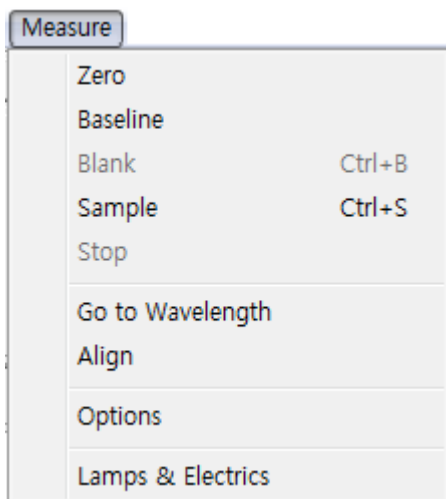 Measure
Zero
Baseline
Blank Ctrl+B
Sample Ctrl+S
Stop
Go to Wavelength
Align
Options
Lamps & Electrics